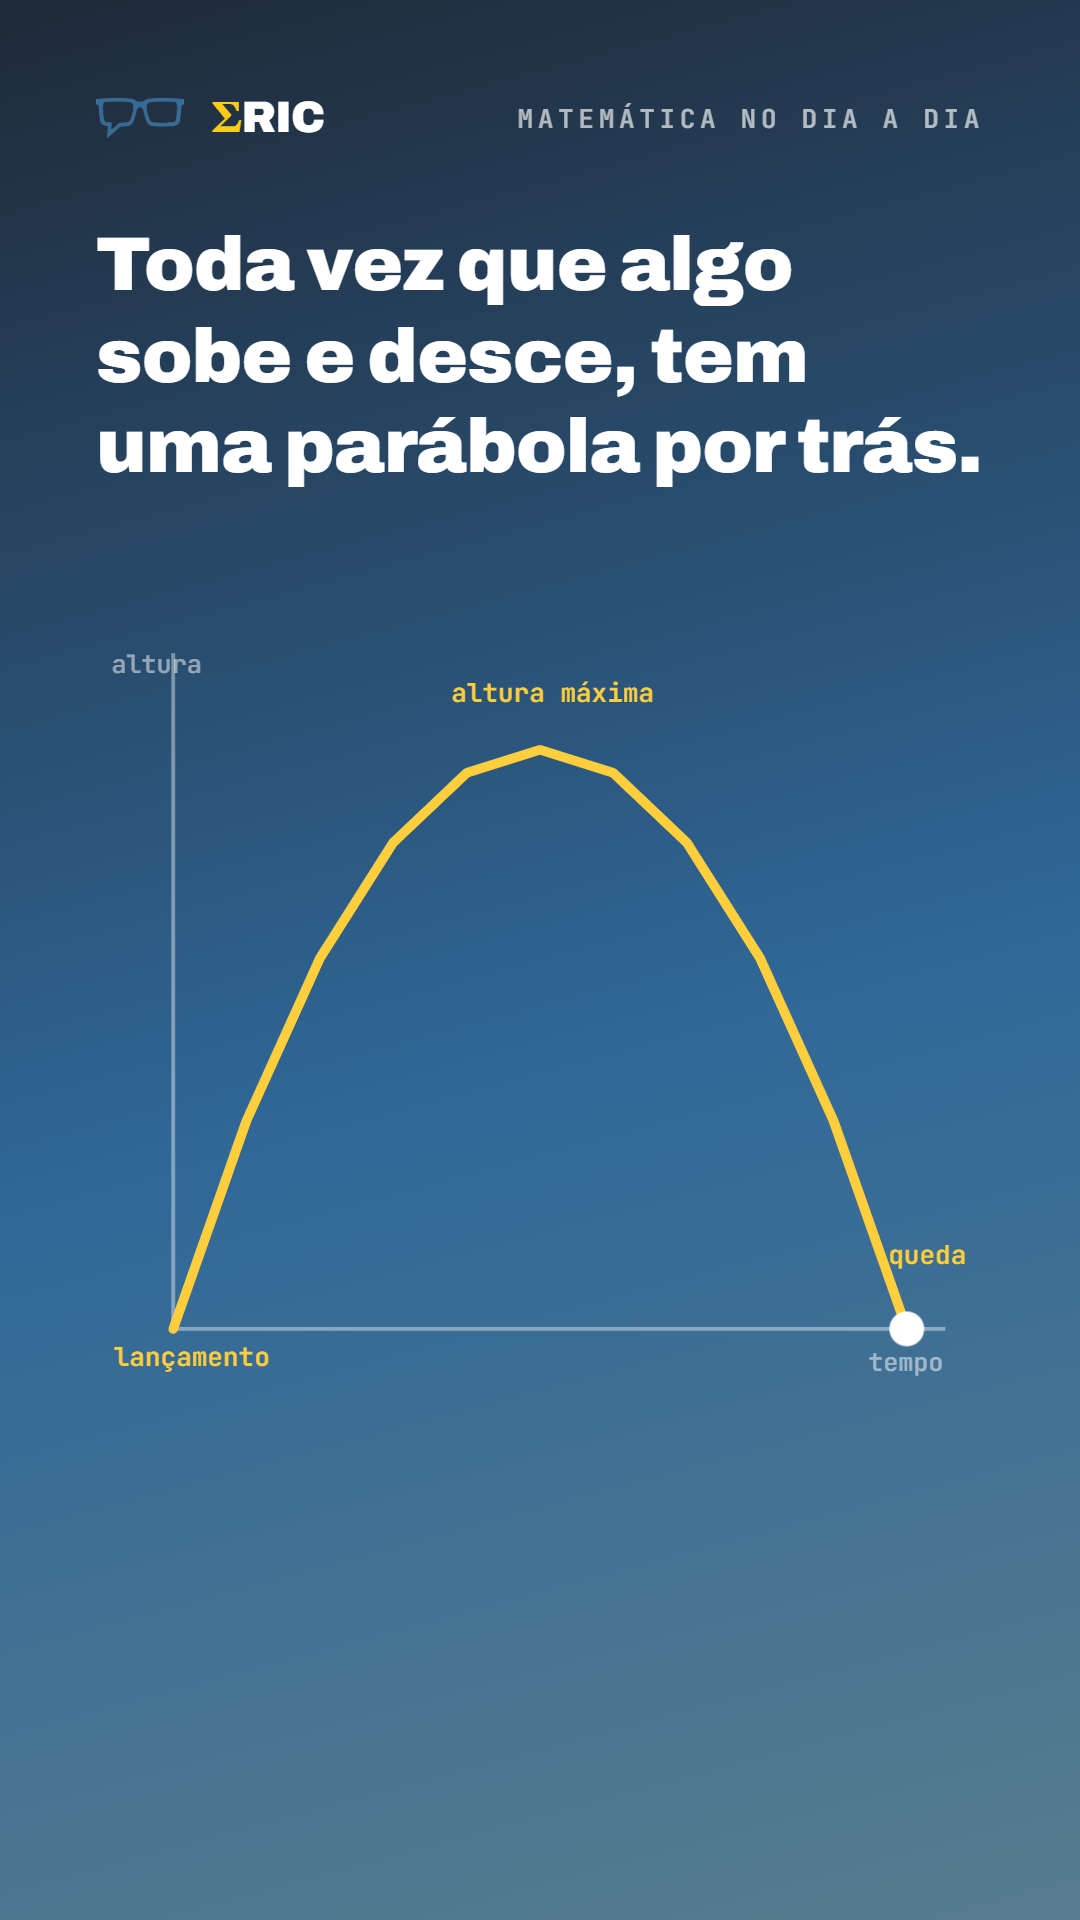 ΣRIC
MATEMÁTICA NO DIA A DIA
Toda vez que algo
sobe e desce, tem
uma parábola por trás.
altura
altura máxima
queda
lançamento
tempo